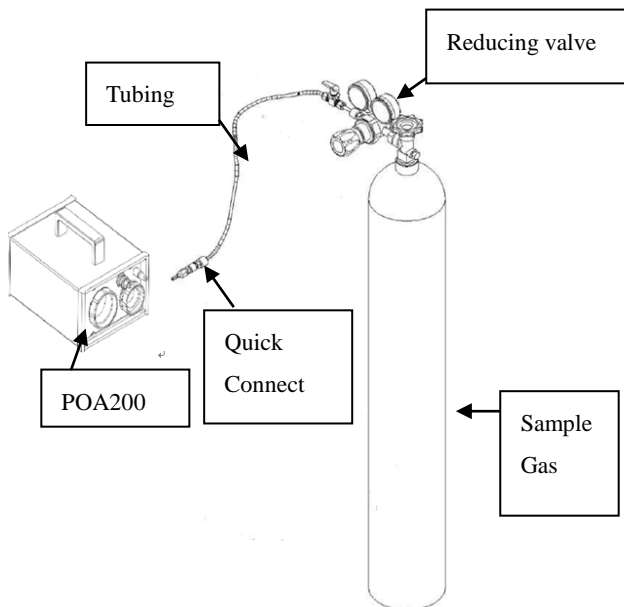 Reducing valve
Tubing
Quick
Connect
POA200
Sample
Gas